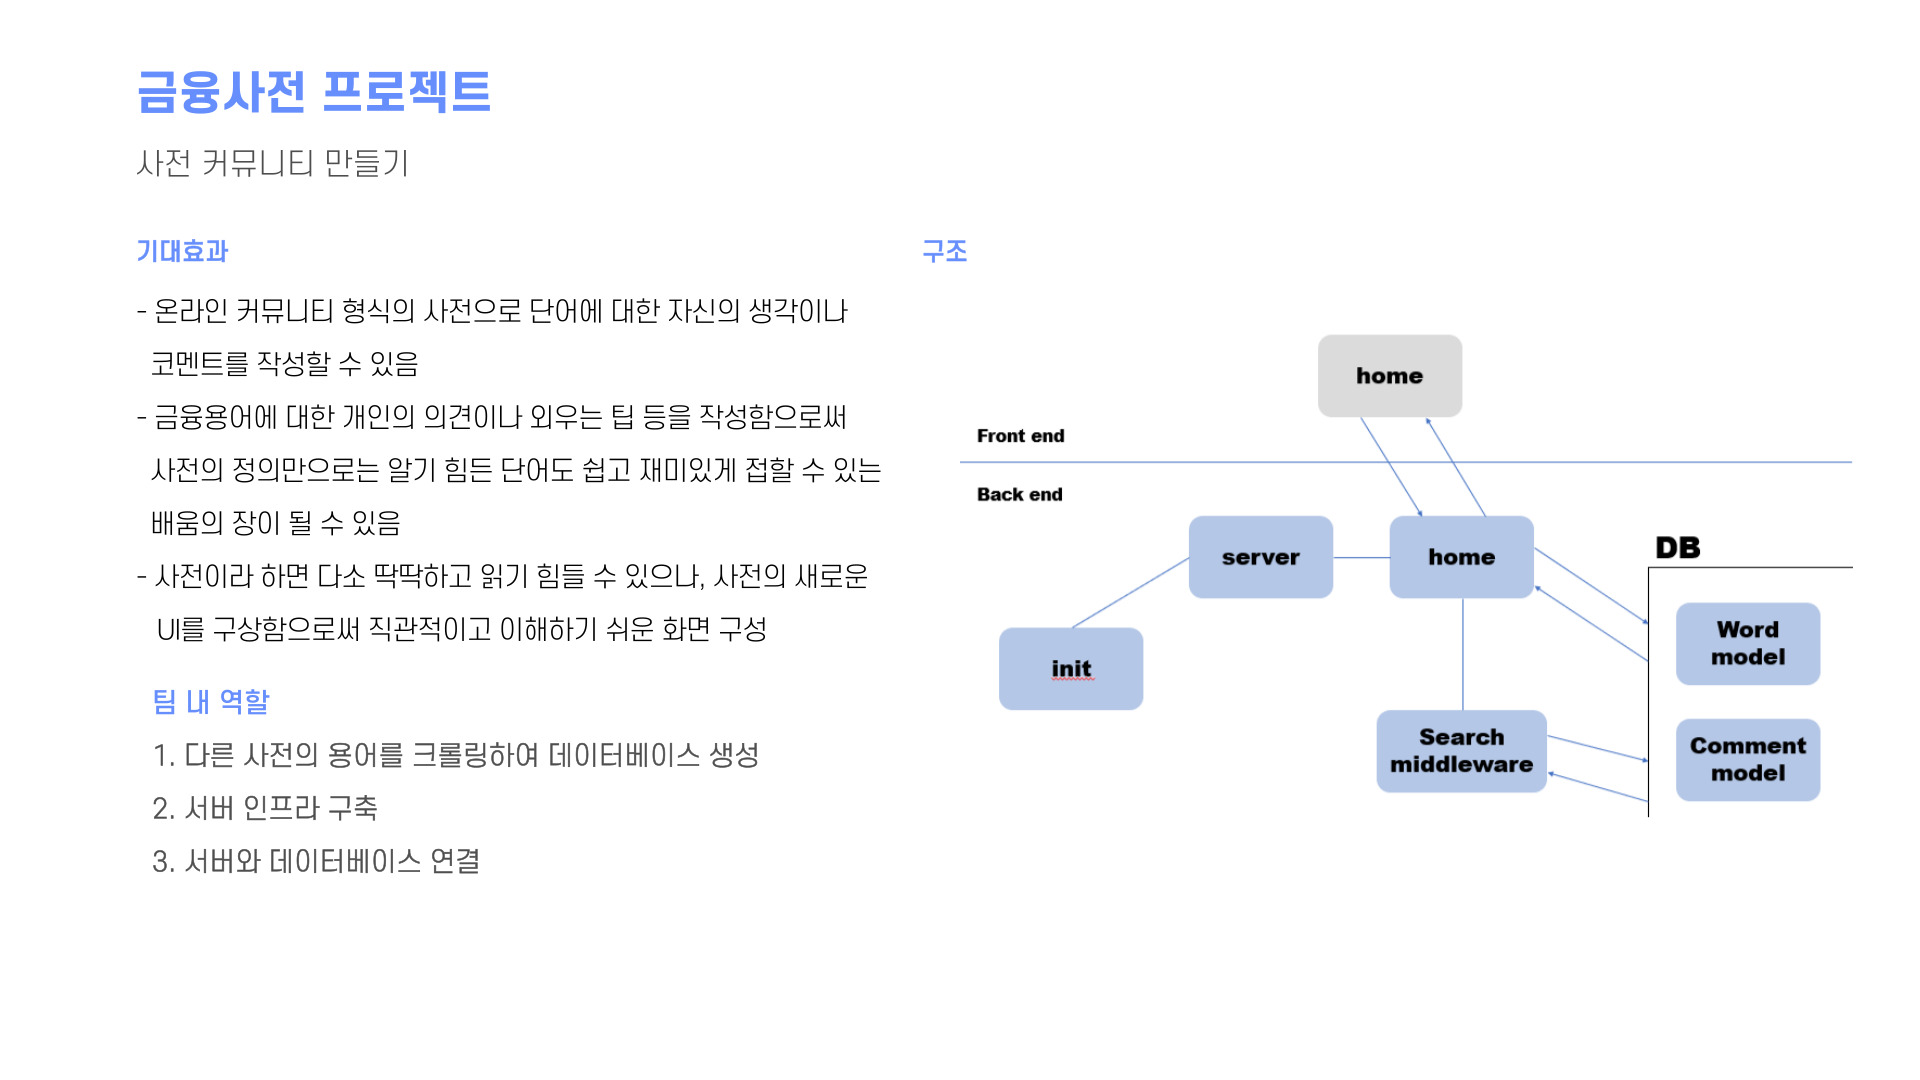 금융사전 프로젝트
사전 커뮤니티 만들기
기대효과
- 온라인 커뮤니티 형식의 사전으로 단어에 대한 자신의 생각이나
코멘트를 작성할 수 있음
- 금융용어에 대한 개인의 의견이나 외우는 팁 등을 작성함으로써
사전의 정의만으로는 알기 힘든 단어도 쉽고 재미있게 접할 수 있는
배움의 장이 될 수 있음
- 사전이라 하면 다소 딱딱하고 읽기 힘들 수 있으나, 사전의 새로운
UI를 구상함으로써 직관적이고 이해하기 쉬운 화면 구성
팀 내 역할
1. 다른 사전의 용어를 크롤링하여 데이터베이스 생성
2. 서버 인프라 구축
3. 서버와 데이터베이스 연결
구조
home
Front end
Back end
server
home
DB
init
Word
model
Search
middleware
Comment
model